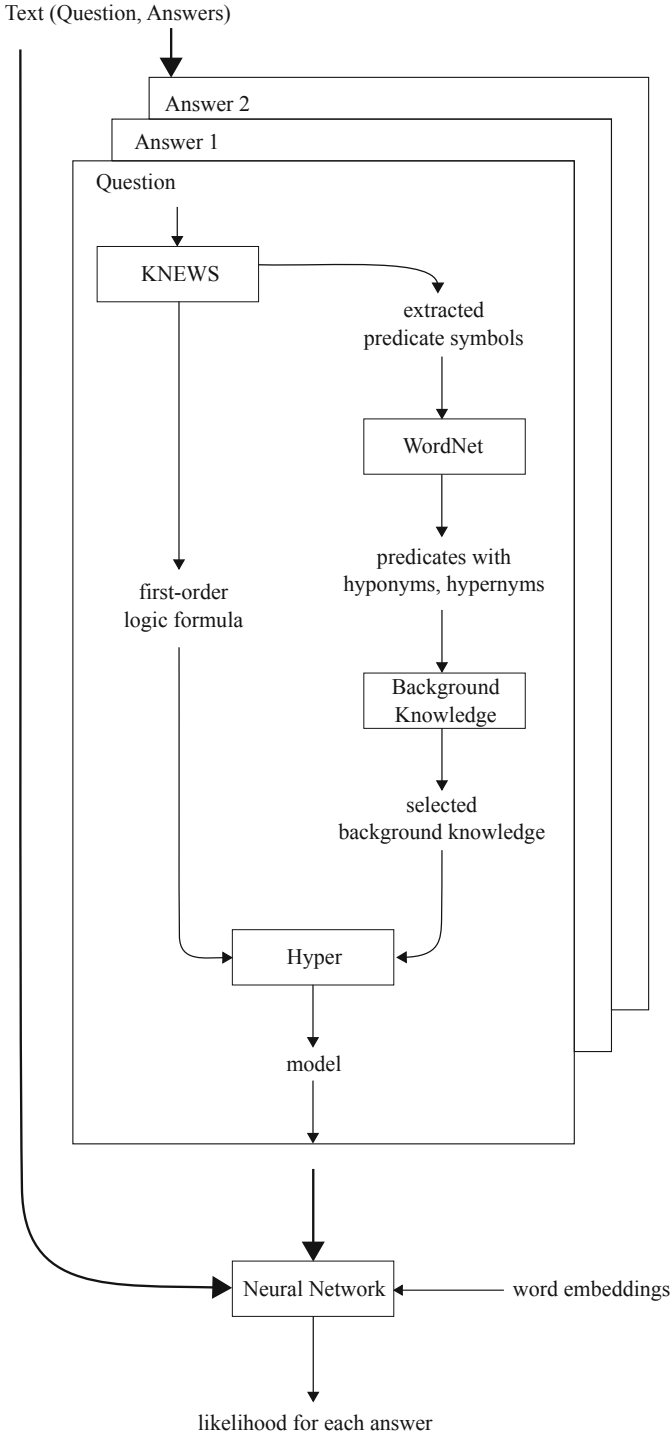 Text (Question, Answers)
Answer 2
Answer 1
Question
KNEWS
extracted
predicate symbols
WordNet
predicates with
hyponyms, hypernyms
first-order
logic formula
Background
Knowledge
selected
background knowledge
Hyper
model
Neural Network
word embeddings
likelihood for each answer